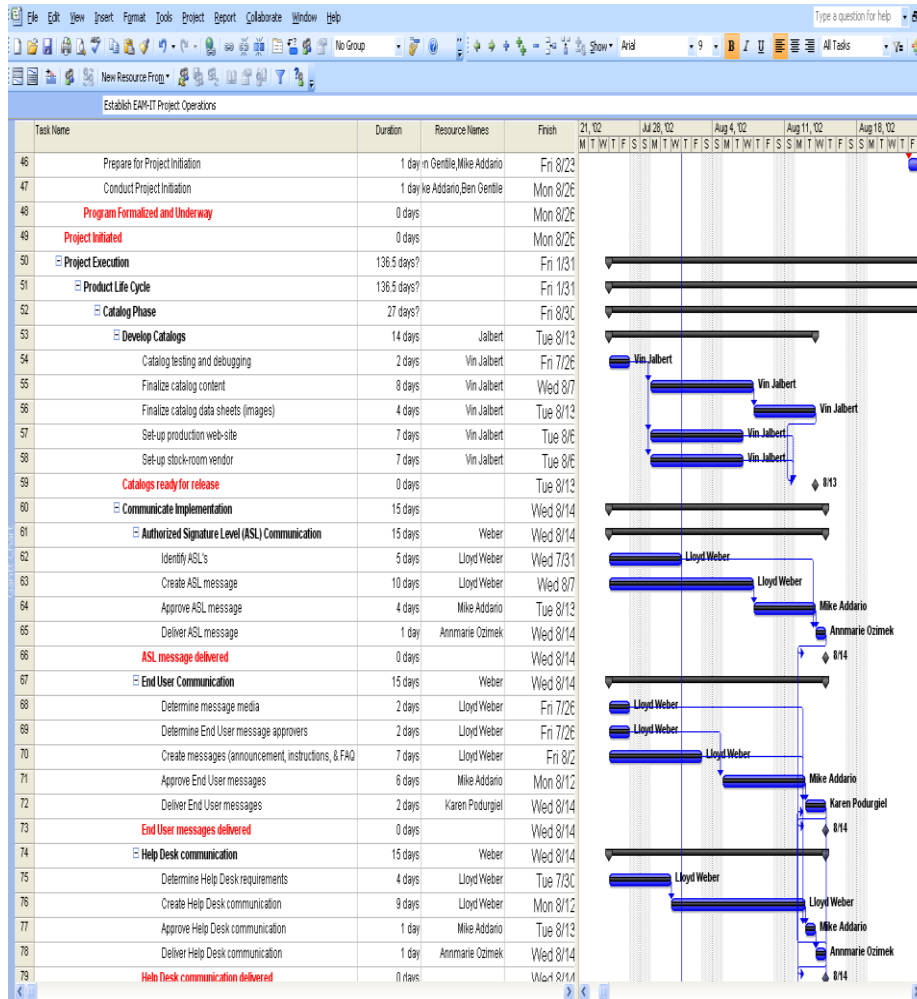 File Edit View Insert Format Tools Project Report Collaborate Window Help
Type a question for help
No Group
Show Arial 9 B I U All Tasks
New Resource From
Establish EAM-IT Project Operations
Task Name Duration Resource Names Finish
21, '02 Jul 28, '02 Aug 4, '02 Aug 11, '02 Aug 18, '02
M T W T F S S M T W T F S S M T W T F S S M T W T F S S M T W T F
46 Prepare for Project Initiation 1 day n Gentile,Mike Addario Fri 8/23
47 Conduct Project Initiation 1 day ke Addario,Ben Gentile Mon 8/26
48 Program Formalized and Underway 0 days Mon 8/26
49 Project Initiated 0 days Mon 8/26
50 Project Execution 136.5 days? Fri 1/31
51 Product Life Cycle 136.5 days? Fri 1/31
52 Catalog Phase 27 days? Fri 8/30
53 Develop Catalogs 14 days Jalbert Tue 8/13
54 Catalog testing and debugging 2 days Vin Jalbert Fri 7/26 Vin Jalbert
55 Finalize catalog content 8 days Vin Jalbert Wed 8/7 Vin Jalbert
56 Finalize catalog data sheets (images) 4 days Vin Jalbert Tue 8/13 Vin Jalbert
57 Set-up production web-site 7 days Vin Jalbert Tue 8/6 Vin Jalbert
58 Set-up stock-room vendor 7 days Vin Jalbert Tue 8/6 Vin Jalbert
59 Catalogs ready for release 0 days Tue 8/13 8/13
60 Communicate Implementation 15 days Wed 8/14
61 Authorized Signature Level (ASL) Communication 15 days Weber Wed 8/14
62 Identify ASL's 5 days Lloyd Weber Wed 7/31 Lloyd Weber
63 Create ASL message 10 days Lloyd Weber Wed 8/7 Lloyd Weber
64 Approve ASL message 4 days Mike Addario Tue 8/13 Mike Addario
65 Deliver ASL message 1 day Annmarie Ozimek Wed 8/14 Annmarie Ozimek
66 ASL message delivered 0 days Wed 8/14 8/14
67 End User Communication 15 days Weber Wed 8/14
68 Determine message media 2 days Lloyd Weber Fri 7/26 Lloyd Weber
69 Determine End User message approvers 2 days Lloyd Weber Fri 7/26 Lloyd Weber
70 Create messages (announcement, instructions, & FAQ 7 days Lloyd Weber Fri 8/2 Lloyd Weber
71 Approve End User messages 6 days Mike Addario Mon 8/12 Mike Addario
72 Deliver End User messages 2 days Karen Podurgiel Wed 8/14 Karen Podurgiel
73 End User messages delivered 0 days Wed 8/14 8/14
74 Help Desk communication 15 days Weber Wed 8/14
75 Determine Help Desk requirements 4 days Lloyd Weber Tue 7/30 Lloyd Weber
76 Create Help Desk communication 9 days Lloyd Weber Mon 8/12 Lloyd Weber
77 Approve Help Desk communication 1 day Mike Addario Tue 8/13 Mike Addario
78 Deliver Help Desk communication 1 day Annmarie Ozimek Wed 8/14 Annmarie Ozimek
79 Help Desk communication delivered 0 days Wed 8/14 8/14